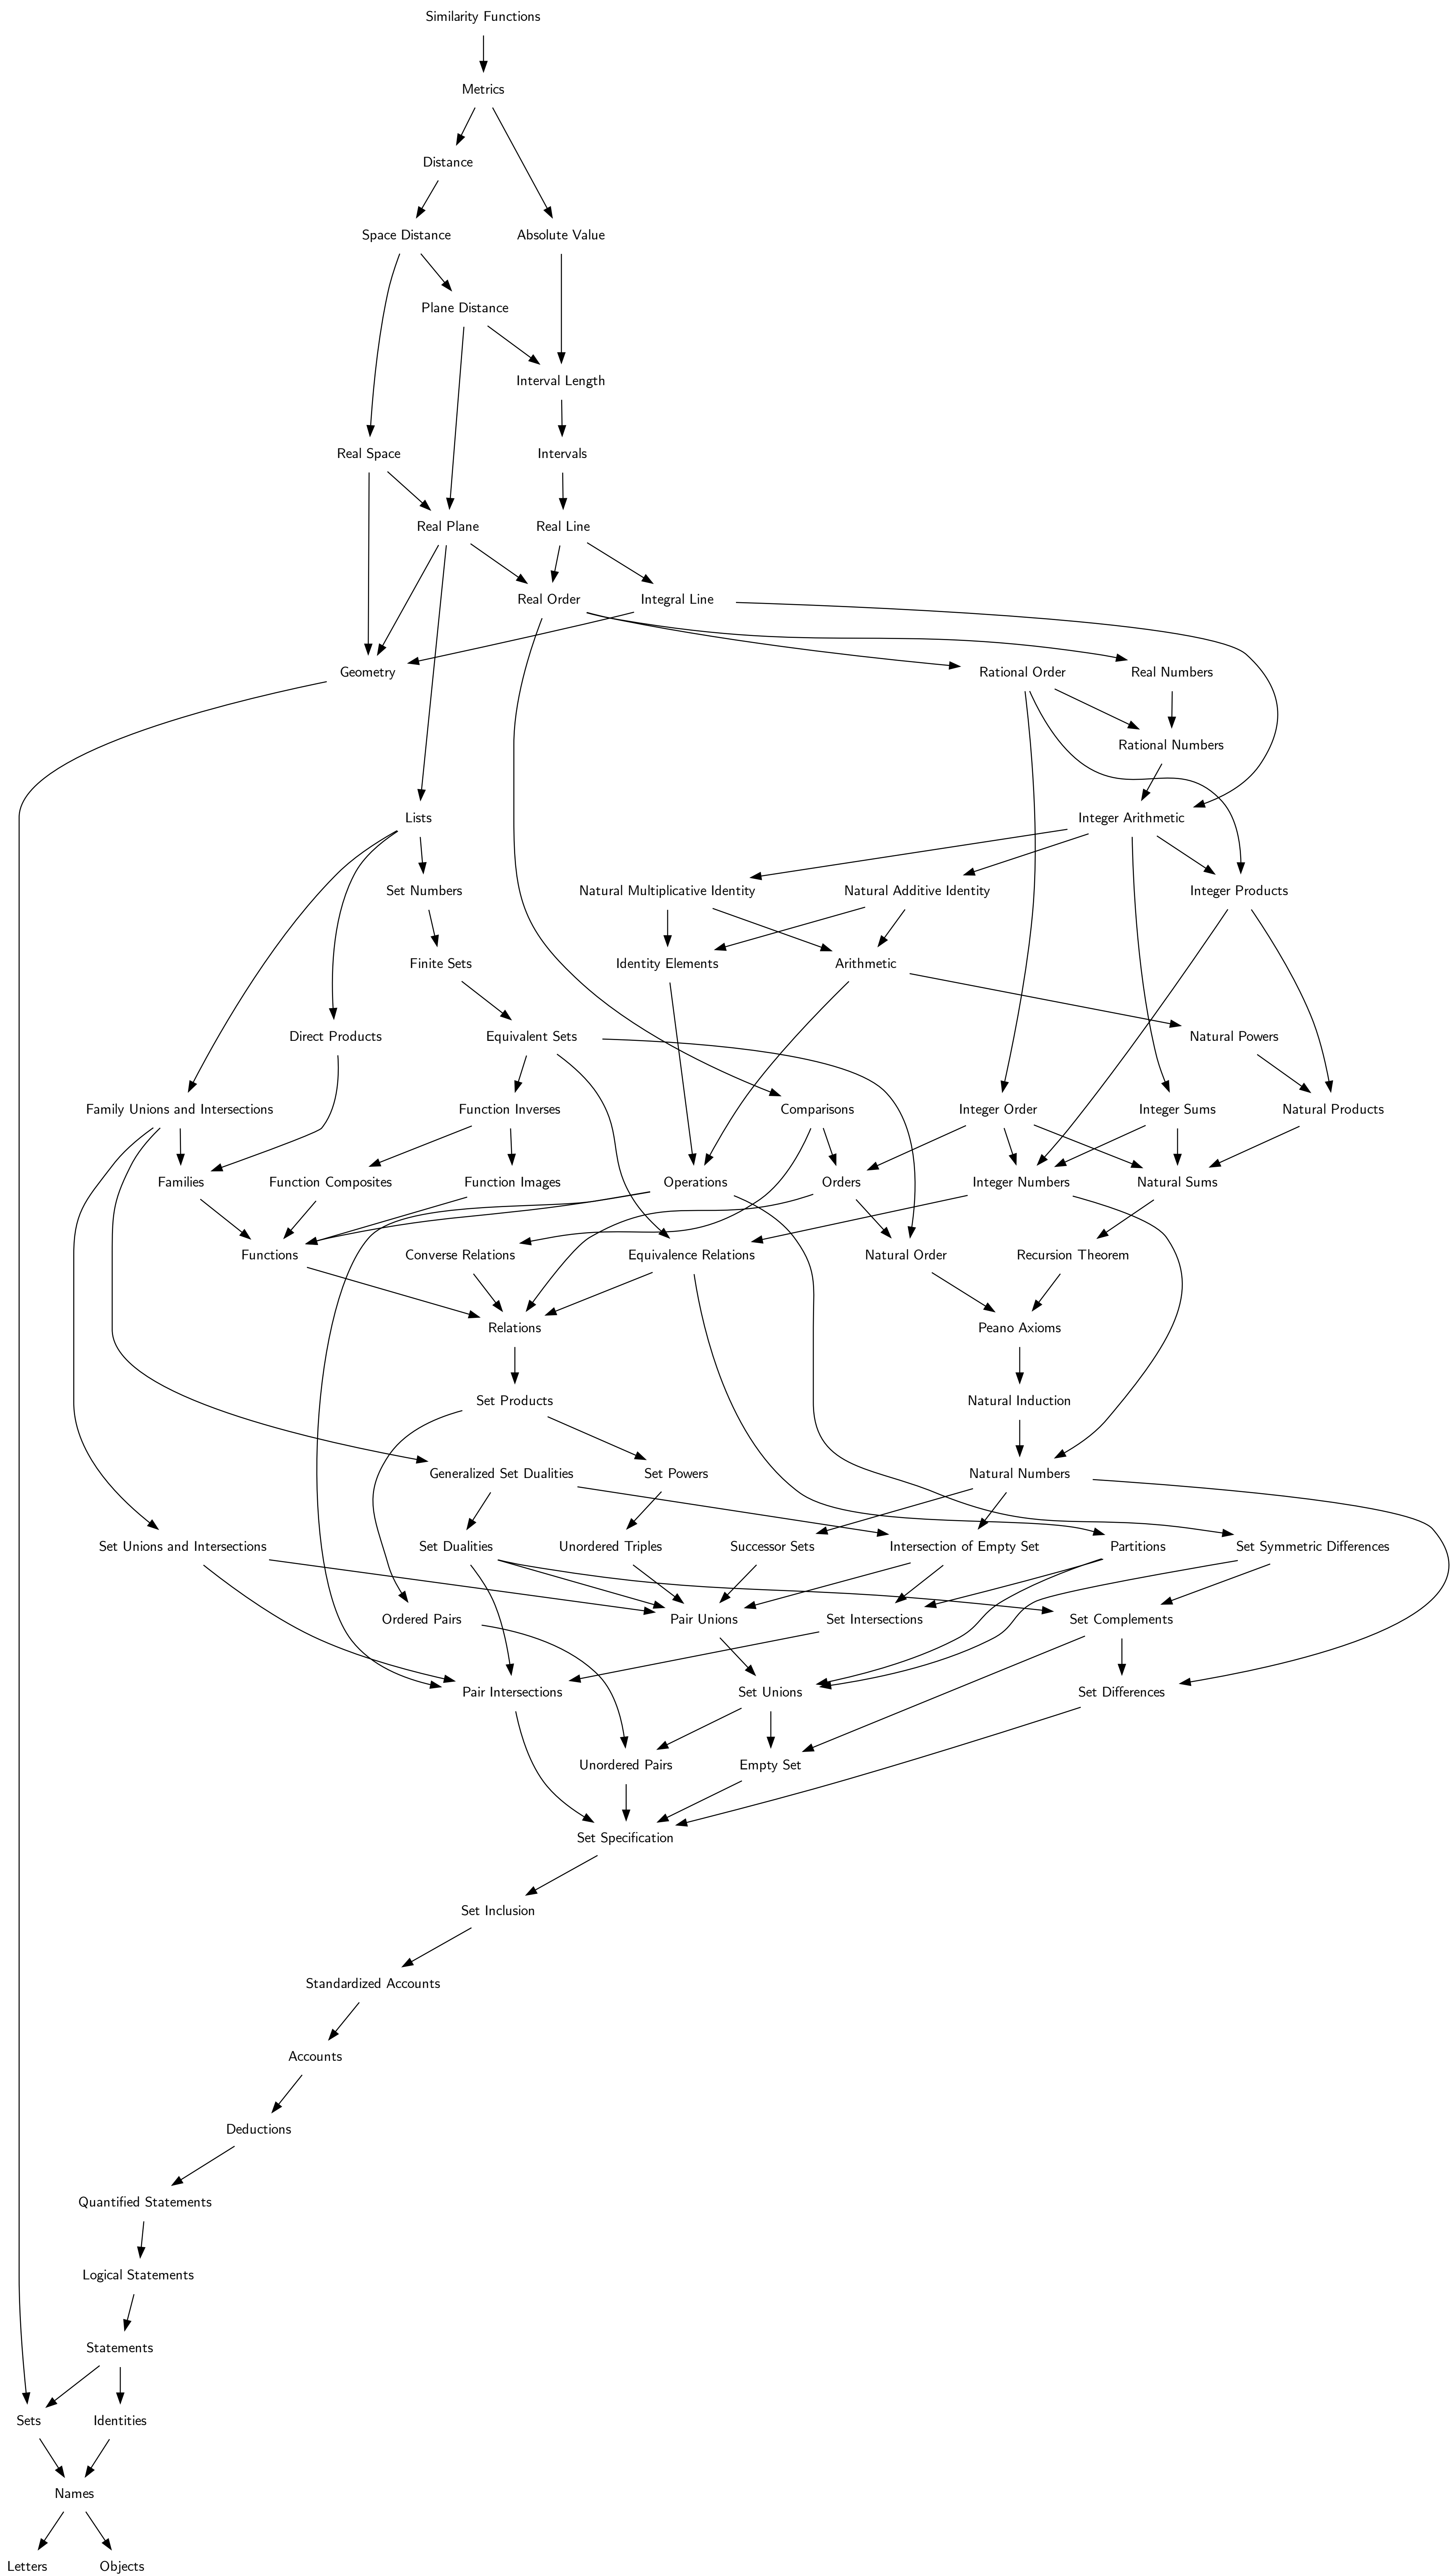 Similarity Functions
Metrics
Distance
Space Distance
Absolute Value
Plane Distance
Interval Length
Real Space
Intervals
Real Plane
Real Line
Real Order
Integral Line
Geometry
Rational Order
Real Numbers
Rational Numbers
Lists
Integer Arithmetic
Set Numbers
Natural Multiplicative Identity
Natural Additive Identity
Integer Products
Finite Sets
Identity Elements
Arithmetic
Direct Products
Equivalent Sets
Natural Powers
Family Unions and Intersections
Function Inverses
Comparisons
Integer Order
Integer Sums
Natural Products
Families
Function Composites
Function Images
Operations
Orders
Integer Numbers
Natural Sums
Functions
Converse Relations
Equivalence Relations
Natural Order
Recursion Theorem
Relations
Peano Axioms
Set Products
Natural Induction
Generalized Set Dualities
Set Powers
Natural Numbers
Set Unions and Intersections
Set Dualities
Unordered Triples
Successor Sets
Intersection of Empty Set
Partitions
Set Symmetric Differences
Ordered Pairs
Pair Unions
Set Intersections
Set Complements
Pair Intersections
Set Unions
Set Differences
Unordered Pairs
Empty Set
Set Specification
Set Inclusion
Standardized Accounts
Accounts
Deductions
Quantified Statements
Logical Statements
Statements
Sets
Identities
Names
Letters
Objects